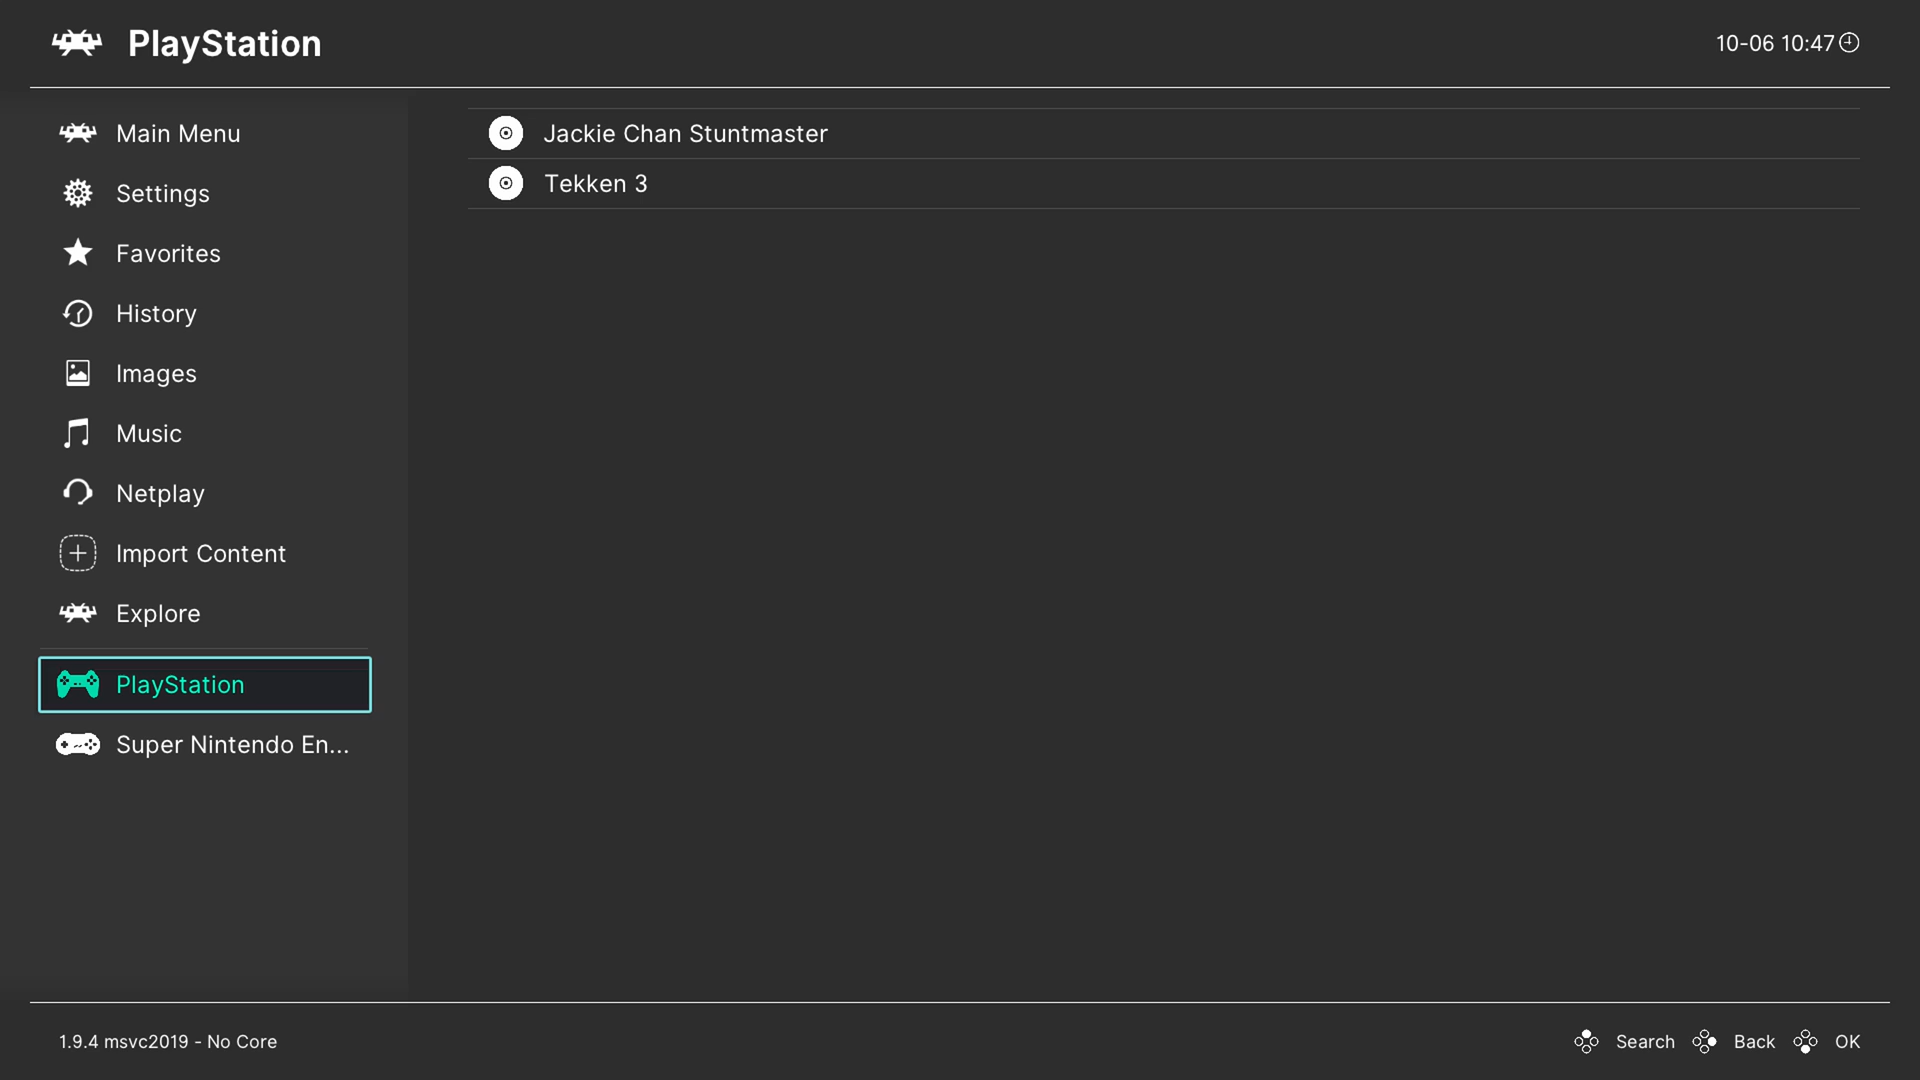 PlayStation
10-06 10:47
Main Menu
Settings
Favorites
History
Images
Music
Netplay
Import Content
Explore
PlayStation
Super Nintendo En...
Jackie Chan Stuntmaster
Tekken 3
1.9.4 msvc2019 - No Core
Search Back OK